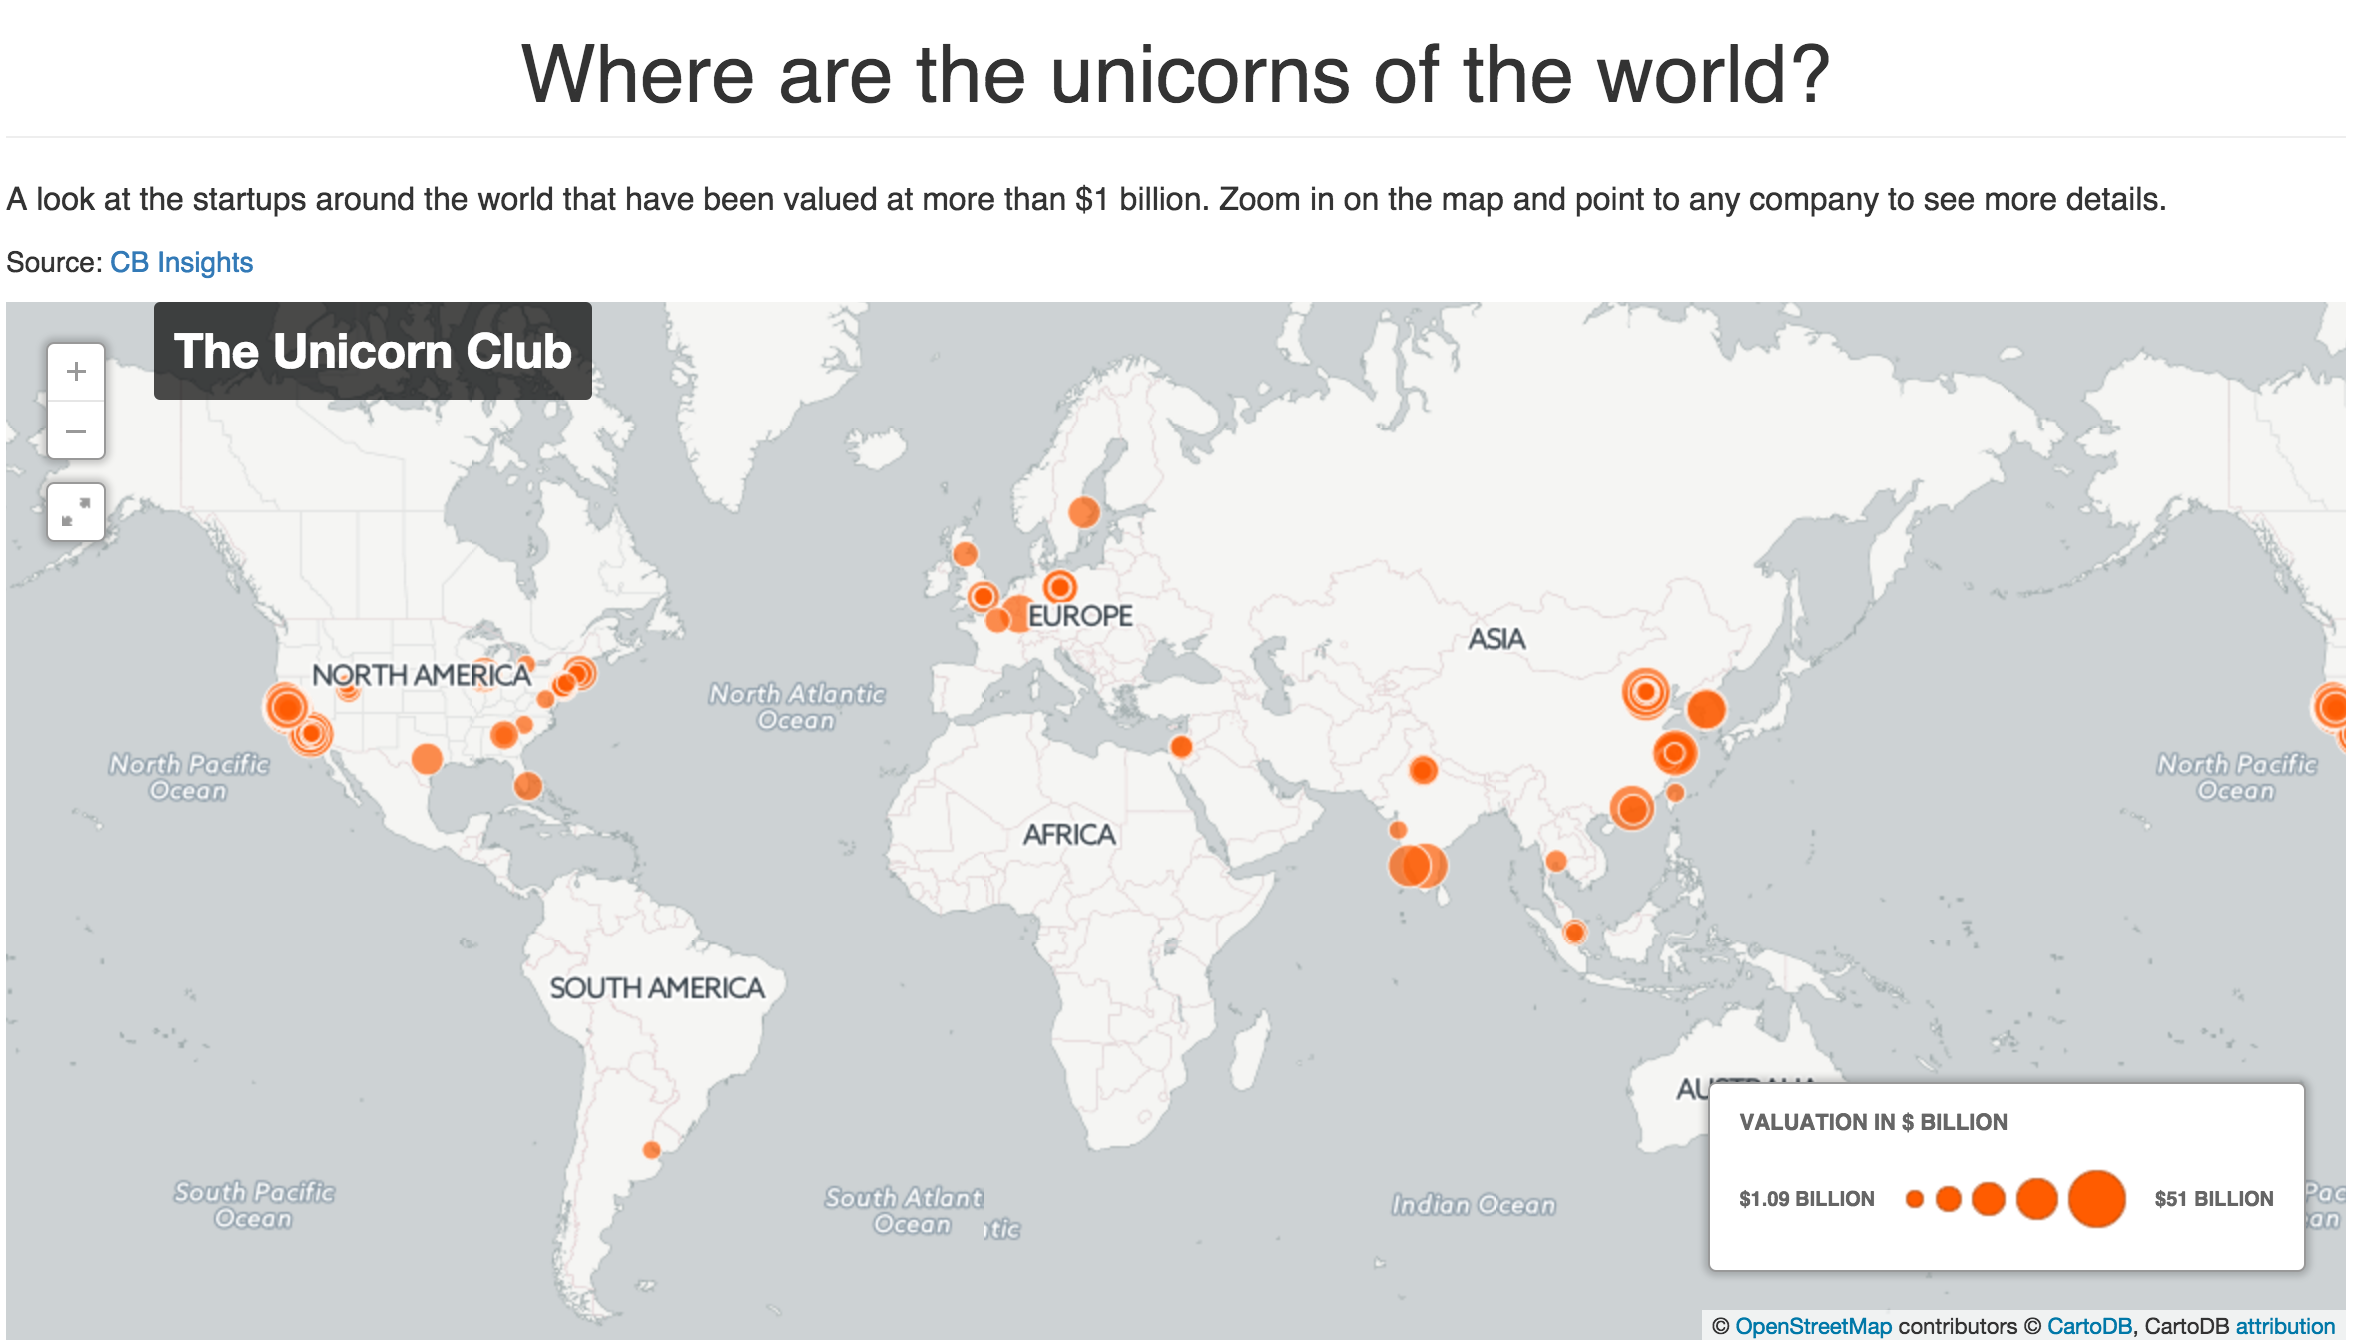 Where are the unicorns of the world?
A look at the startups around the world that have been valued at more than $1 billion. Zoom in on the map and point to any company to see more details.
Source: CB Insights
The Unicorn Club
+
−
NORTH AMERICA
EUROPE
ASIA
North Atlantic
Ocean
North Pacific
Ocean
North Pacific
Ocean
AFRICA
SOUTH AMERICA
South Pacific
Ocean
South Atlant
Ocean
tic
Indian Ocean
VALUATION IN $ BILLION
$1.09 BILLION
$51 BILLION
Pac
an
© OpenStreetMap contributors © CartoDB, CartoDB attribution